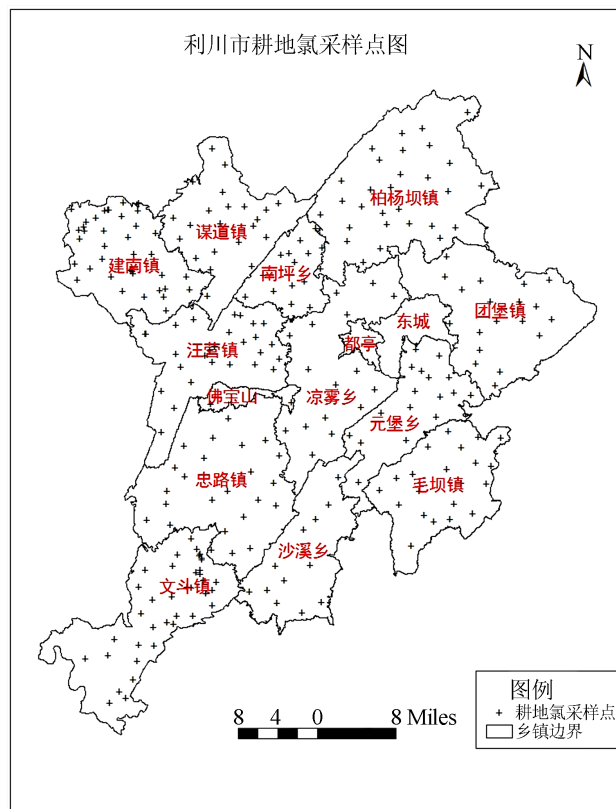 利川市耕地氯采样点图
N
柏杨坝镇
谋道镇
建南镇
南坪乡
团堡镇
东城
都亭
汪营镇
佛宝山
凉雾乡
元堡乡
忠路镇
毛坝镇
沙溪乡
文斗镇
图例
耕地氯采样点
乡镇边界
8 4 0 8 Miles